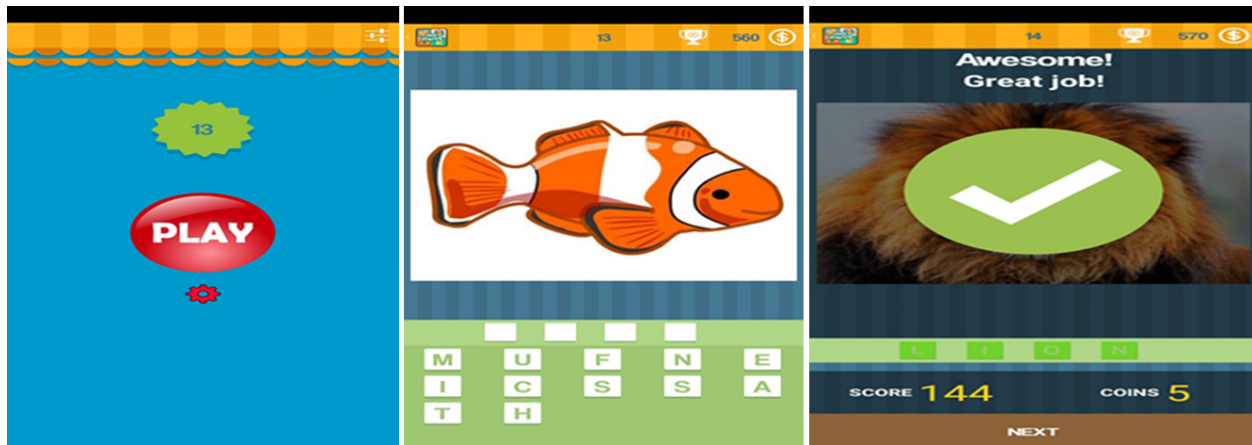 13
PLAY
13 560 $
M U F N E
I C S S A
T H
14 570 $
Awesome!
Great job!
L I O N
SCORE 144 COINS 5
NEXT